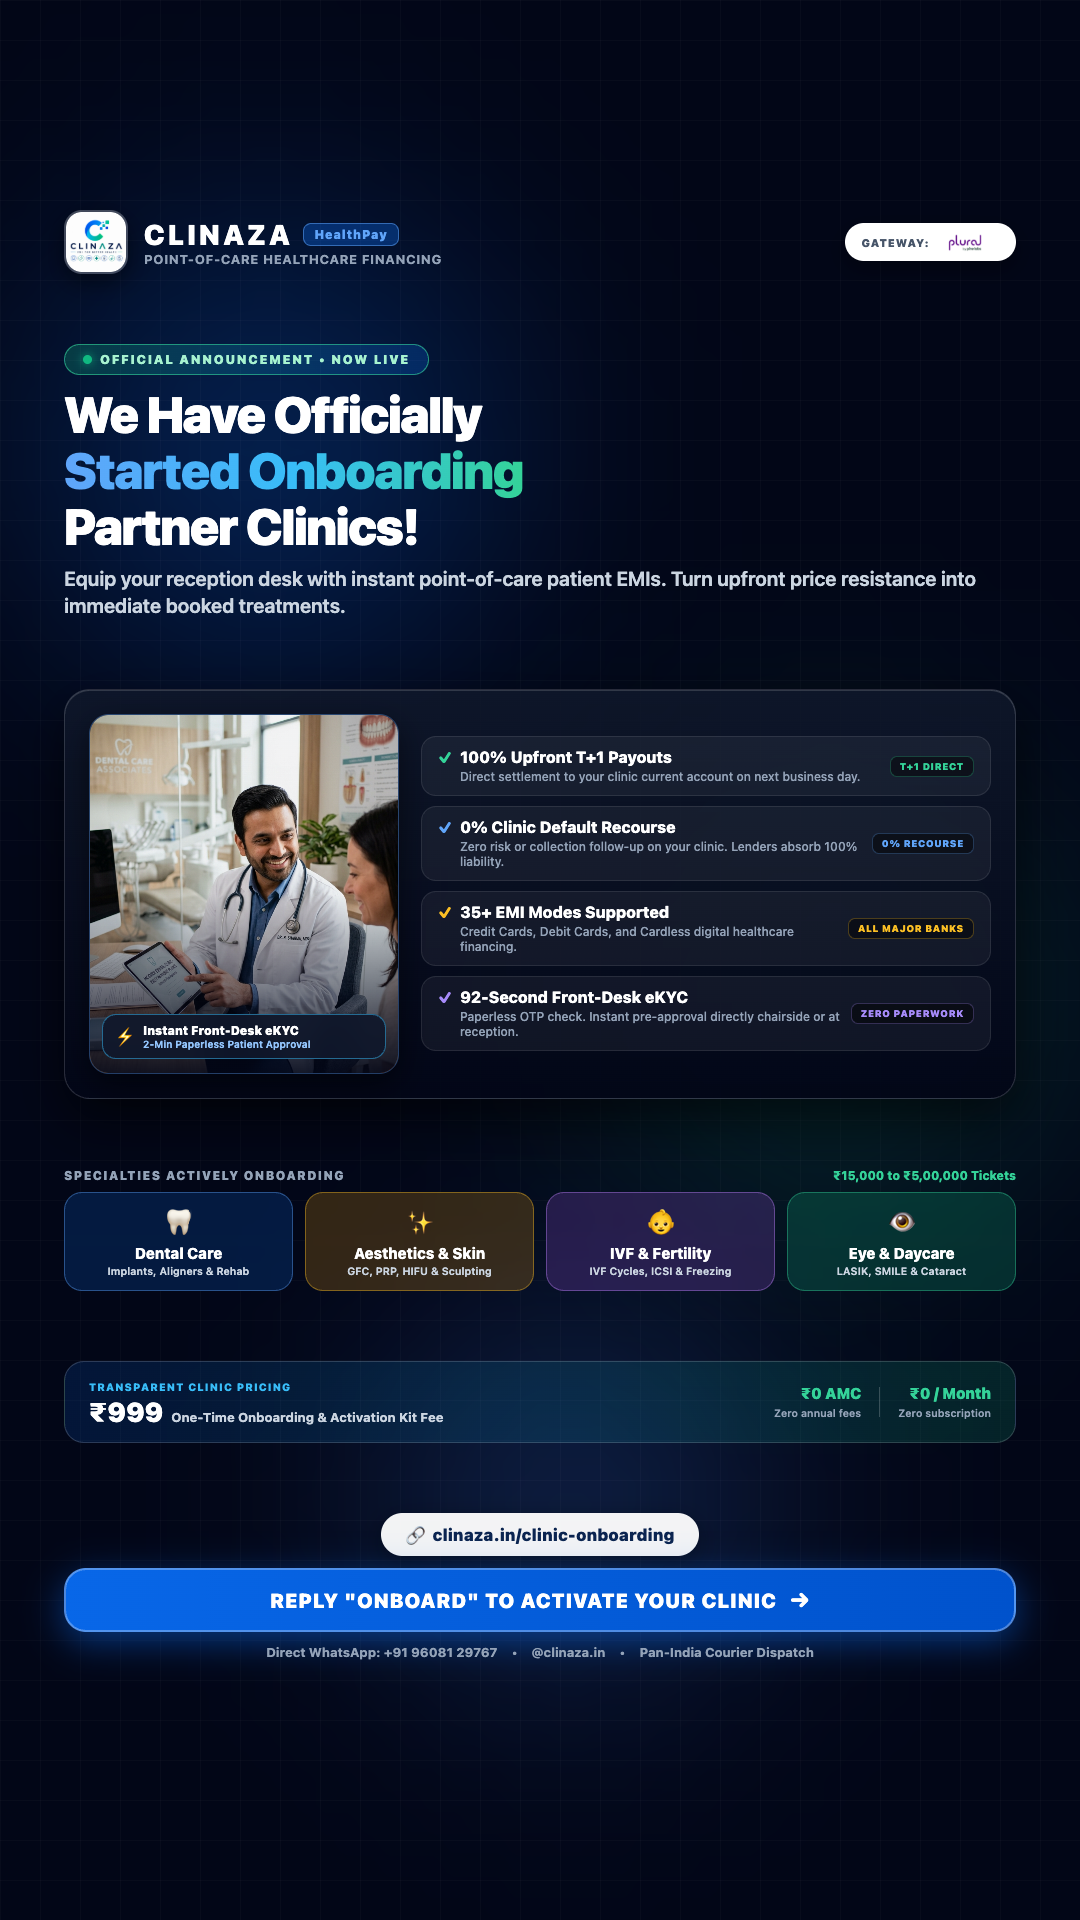 CLINAZA
CLINAZA HealthPay
POINT-OF-CARE HEALTHCARE FINANCING
GATEWAY: plural
OFFICIAL ANNOUNCEMENT • NOW LIVE
We Have Officially
Started Onboarding
Partner Clinics!
Equip your reception desk with instant point-of-care patient EMIs. Turn upfront price resistance into
immediate booked treatments.
DENTAL CARE
ASSOCIATES
⚡ Instant Front-Desk eKYC
2-Min Paperless Patient Approval
100% Upfront T+1 Payouts
Direct settlement to your clinic current account on next business day.
T+1 DIRECT
0% Clinic Default Recourse
Zero risk or collection follow-up on your clinic. Lenders absorb 100%
liability.
0% RECOURSE
35+ EMI Modes Supported
Credit Cards, Debit Cards, and Cardless digital healthcare
financing.
ALL MAJOR BANKS
92-Second Front-Desk eKYC
Paperless OTP check. Instant pre-approval directly chairside or at
reception.
ZERO PAPERWORK
SPECIALTIES ACTIVELY ONBOARDING
₹15,000 to ₹5,00,000 Tickets
Dental Care
Implants, Aligners & Rehab
Aesthetics & Skin
GFC, PRP, HIFU & Sculpting
IVF & Fertility
IVF Cycles, ICSI & Freezing
Eye & Daycare
LASIK, SMILE & Cataract
TRANSPARENT CLINIC PRICING
₹999 One-Time Onboarding & Activation Kit Fee
₹0 AMC
Zero annual fees
₹0 / Month
Zero subscription
clinaza.in/clinic-onboarding
REPLY "ONBOARD" TO ACTIVATE YOUR CLINIC ➔
Direct WhatsApp: +91 96081 29767 • @clinaza.in • Pan-India Courier Dispatch